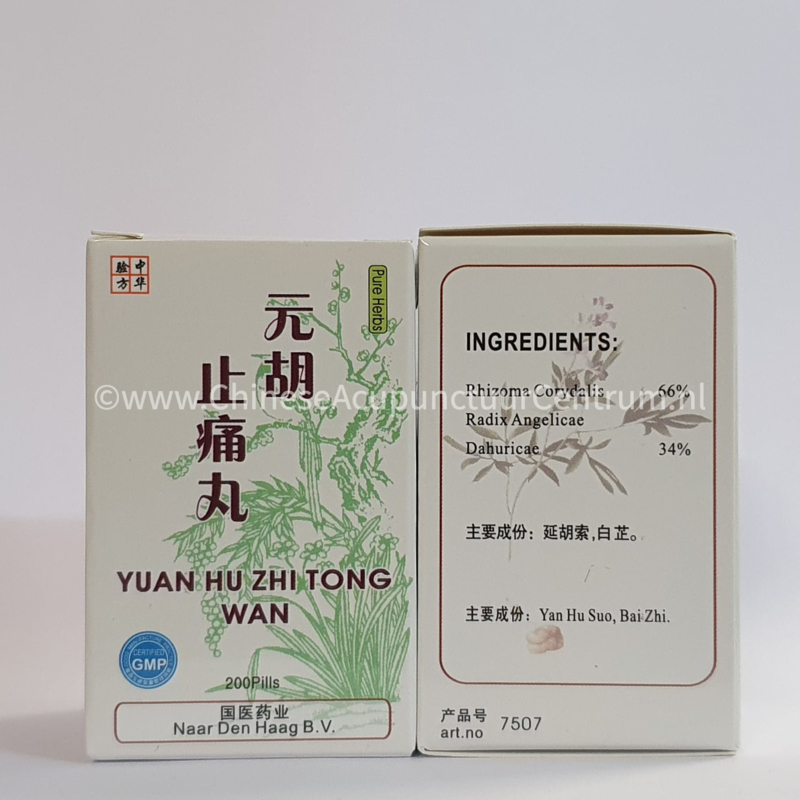 中华
验方
Pure Herbs
元胡
止痛丸
YUAN HU ZHI TONG
WAN
CERTIFIED
GMP
200Pills
国医药业
Naar Den Haag B.V.
INGREDIENTS:
Rhizoma Corydalis 66%
Radix Angelicae
Dahuricae 34%
主要成份：延胡索,白芷。
主要成份：Yan Hu Suo, Bai Zhi.
产品号
art.no 7507
©www.ChineseAcupunctuurCentrum.nl